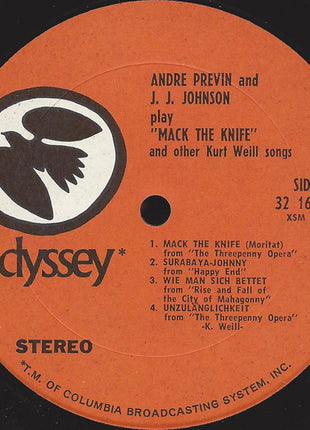 ANDRE PREVIN and
J. J. JOHNSON
play
"MACK THE KNIFE"
and other Kurt Weill songs
SID
32 16
XSM
1. MACK THE KNIFE (Moritat)
from "The Threepenny Opera"
2. SURABAYA-JOHNNY
from "Happy End"
3. WIE MAN SICH BETTET
from "Rise and Fall of
the City of Mahagonny"
4. UNZULÄNGLICHKEIT
from "The Threepenny Opera"
-K. Weill-
dyssey*
STEREO
*T.M. OF COLUMBIA BROADCASTING SYSTEM, INC.